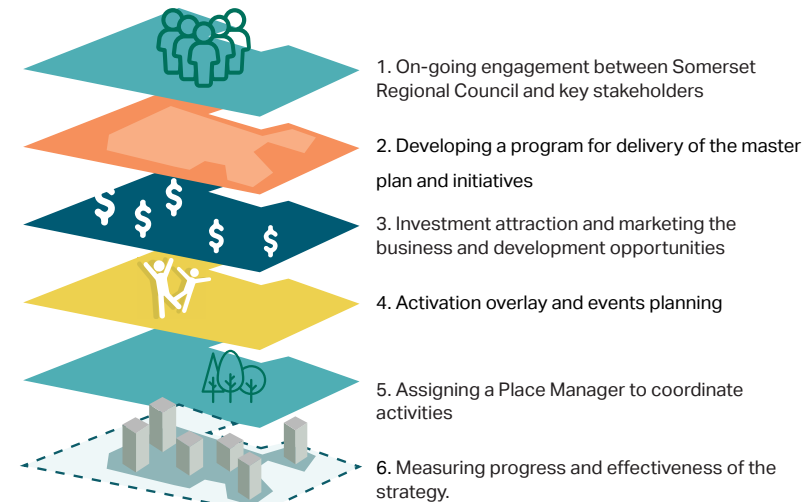 1. On-going engagement between Somerset
Regional Council and key stakeholders
2. Developing a program for delivery of the master
plan and initiatives
3. Investment attraction and marketing the
business and development opportunities
4. Activation overlay and events planning
5. Assigning a Place Manager to coordinate
activities
6. Measuring progress and effectiveness of the
strategy.